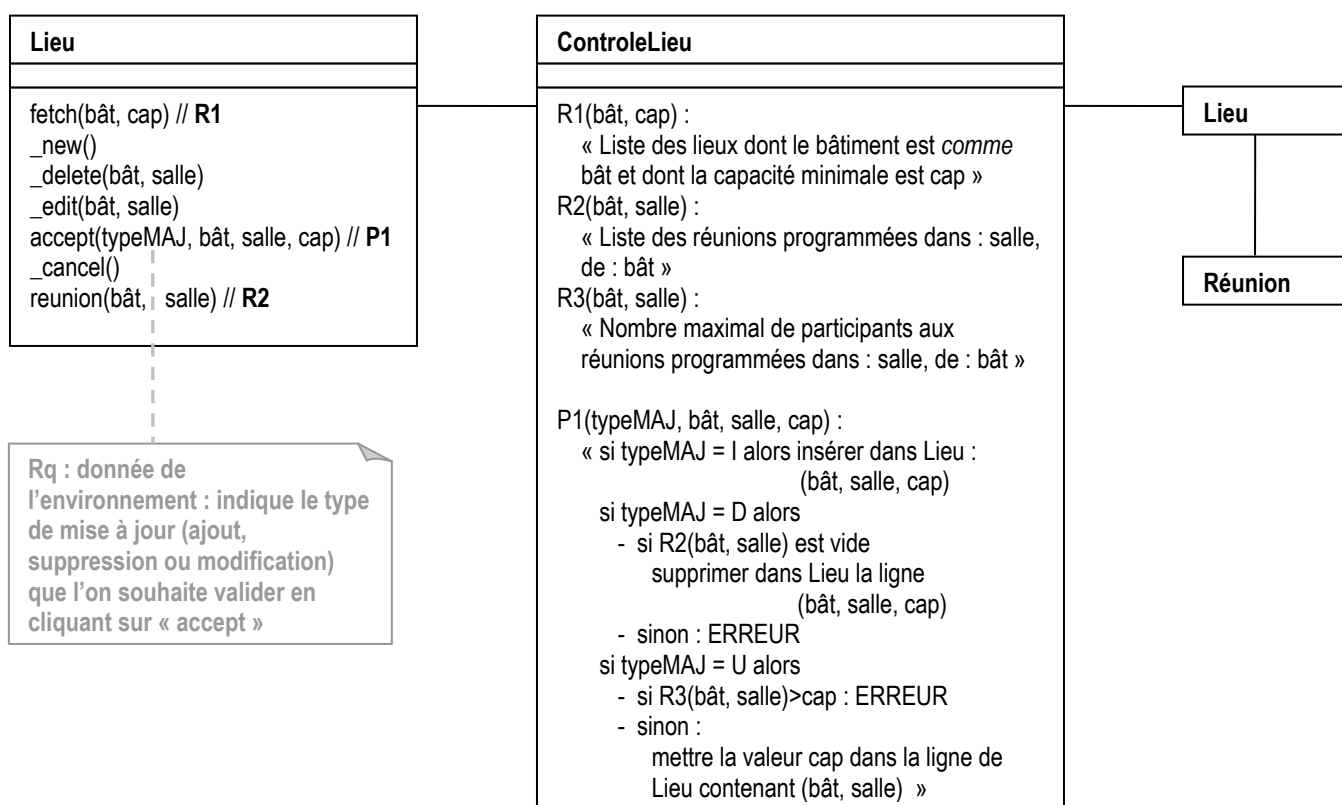 Lieu
fetch(bât, cap) // R1
_new()
_delete(bât, salle)
_edit(bât, salle)
accept(typeMAJ, bât, salle, cap) // P1
_cancel()
reunion(bât, salle) // R2
Rq : donnée de
l’environnement : indique le type
de mise à jour (ajout,
suppression ou modification)
que l’on souhaite valider en
cliquant sur « accept »
ControleLieu
R1(bât, cap) :
« Liste des lieux dont le bâtiment est comme
bât et dont la capacité minimale est cap »
R2(bât, salle) :
« Liste des réunions programmées dans : salle,
de : bât »
R3(bât, salle) :
« Nombre maximal de participants aux
réunions programmées dans : salle, de : bât »
P1(typeMAJ, bât, salle, cap) :
« si typeMAJ = I alors insérer dans Lieu :
(bât, salle, cap)
si typeMAJ = D alors
- si R2(bât, salle) est vide
supprimer dans Lieu la ligne
(bât, salle, cap)
- sinon : ERREUR
si typeMAJ = U alors
- si R3(bât, salle)>cap : ERREUR
- sinon :
mettre la valeur cap dans la ligne de
Lieu contenant (bât, salle) »
Lieu
Réunion